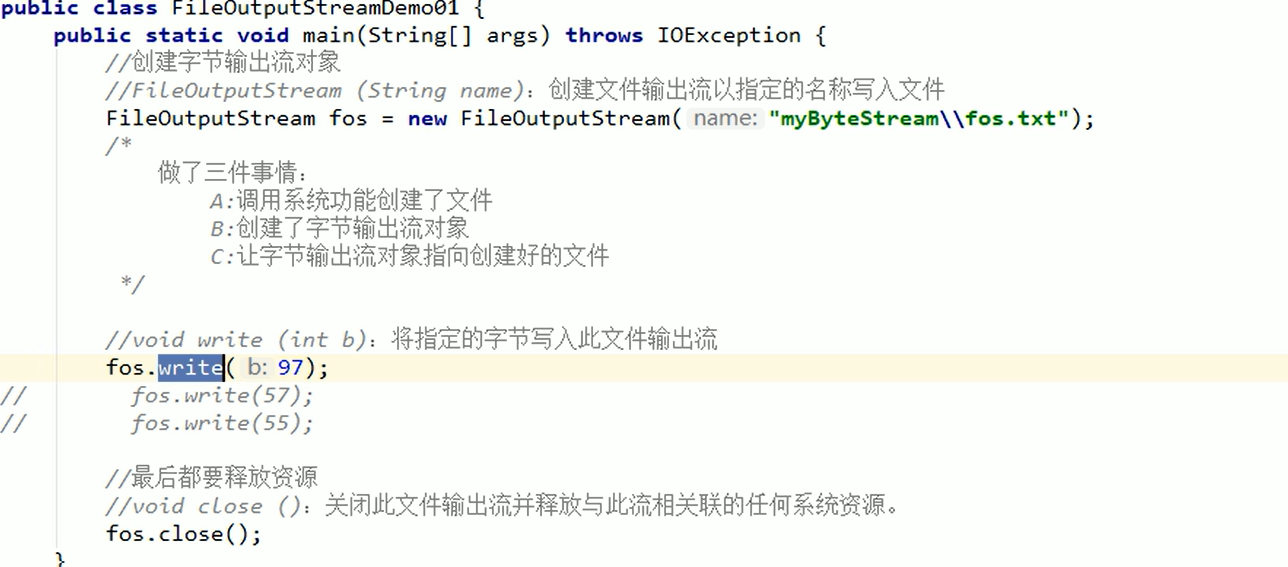 public class FileOutputStreamDemo01 {
public static void main(String[] args) throws IOException {
//创建字节输出流对象
//FileOutputStream (String name)：创建文件输出流以指定的名称写入文件
FileOutputStream fos = new FileOutputStream( name: "myByteStream\\fos.txt");
/*
做了三件事情：
A:调用系统功能创建了文件
B:创建了字节输出流对象
C:让字节输出流对象指向创建好的文件
*/
//void write (int b)：将指定的字节写入此文件输出流
fos.write( b: 97);
// fos.write(57);
// fos.write(55);
//最后都要释放资源
//void close ()：关闭此文件输出流并释放与此流相关联的任何系统资源。
fos.close();
}